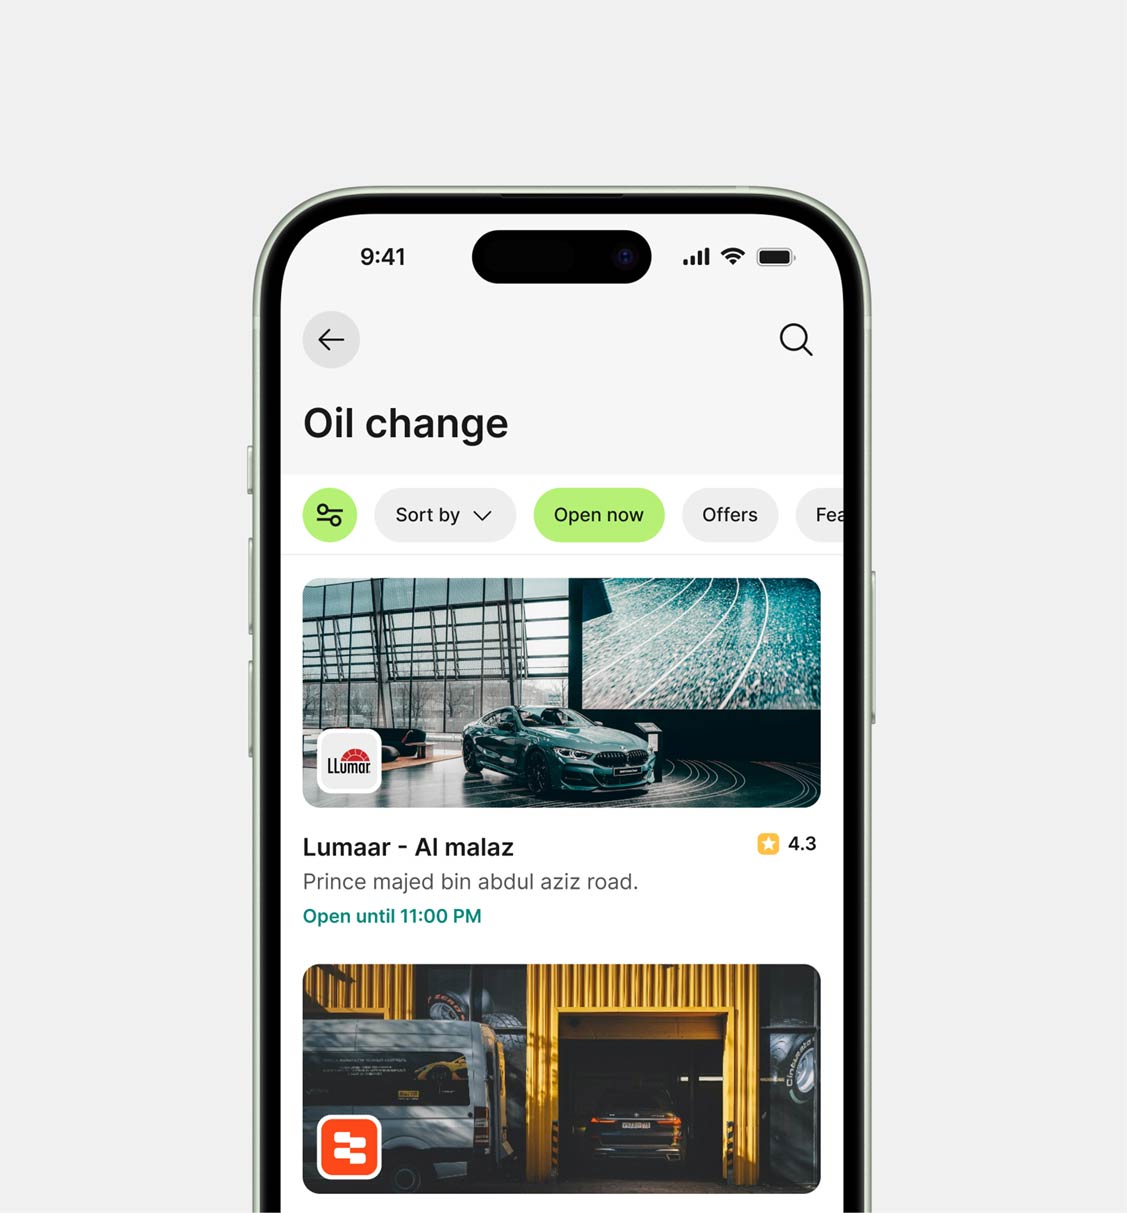 9:41
Oil change
Sort by
Open now
Offers
Fea
LLumar
Lumaar - Al malaz
4.3
Prince majed bin abdul aziz road.
Open until 11:00 PM